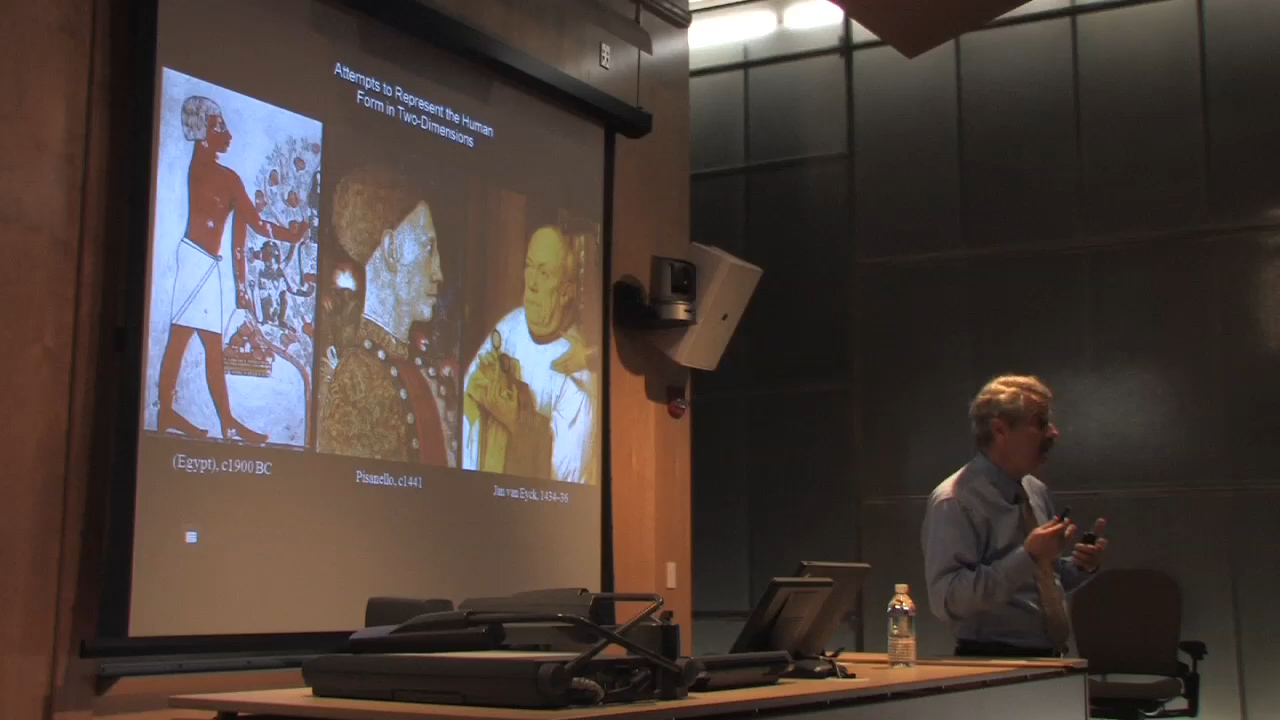 Attempts to Represent the Human
Form in Two-Dimensions
(Egypt), c1900 BC
Pisanello, c1441
Jan van Eyck, 1434-36